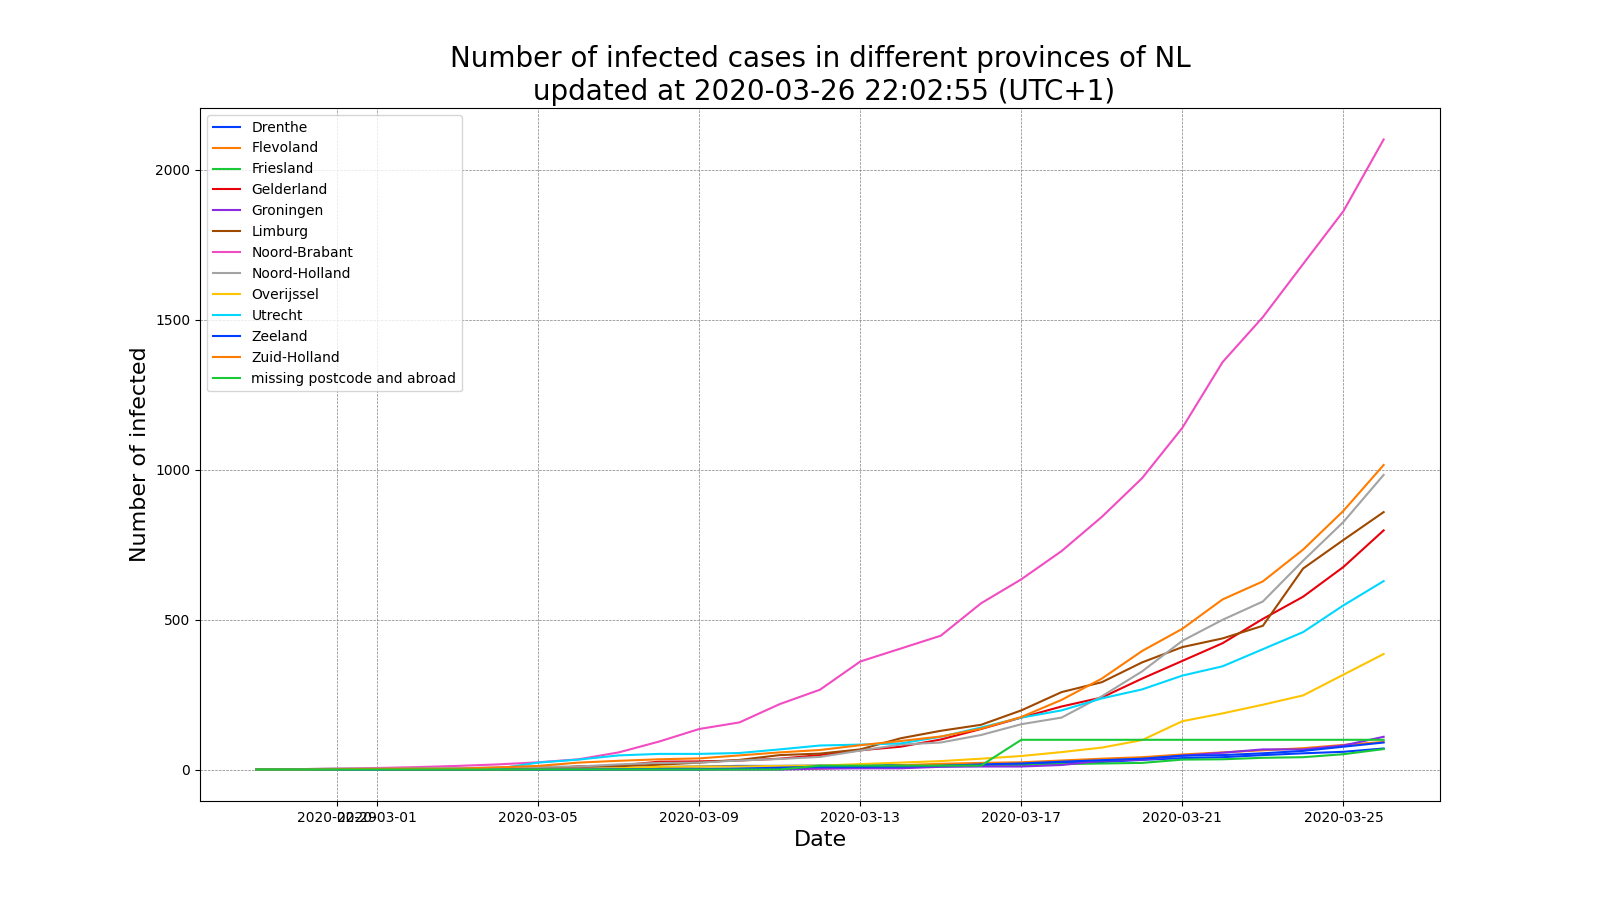 Number of infected cases in different provinces of NL
updated at 2020-03-26 22:02:55 (UTC+1)
Drenthe
Flevoland
Friesland
Gelderland
Groningen
Limburg
Noord-Brabant
Noord-Holland
Overijssel
Utrecht
Zeeland
Zuid-Holland
missing postcode and abroad
Number of infected
2000
1500
1000
500
0
2020-02-29 2020-03-01 2020-03-05 2020-03-09 2020-03-13 2020-03-17 2020-03-21 2020-03-25
Date